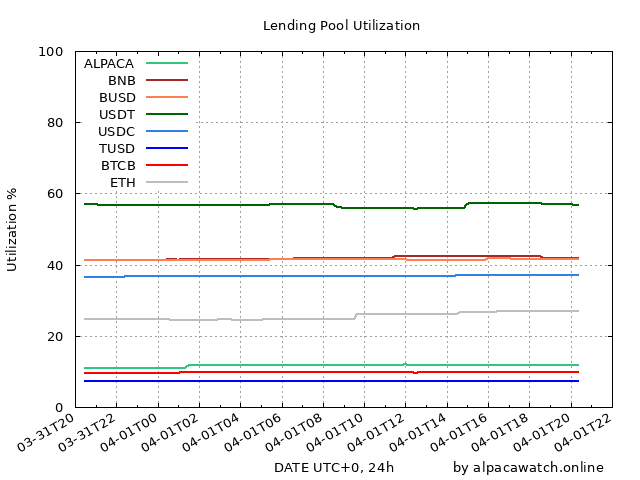 Lending Pool Utilization
100
80
60
40
20
0
Utilization %
ALPACA
BNB
BUSD
USDT
USDC
TUSD
BTCB
ETH
03-31T20
03-31T22
04-01T00
04-01T02
04-01T04
04-01T06
04-01T08
04-01T10
04-01T12
04-01T14
04-01T16
04-01T18
04-01T20
04-01T22
DATE UTC+0, 24h
by alpacawatch.online